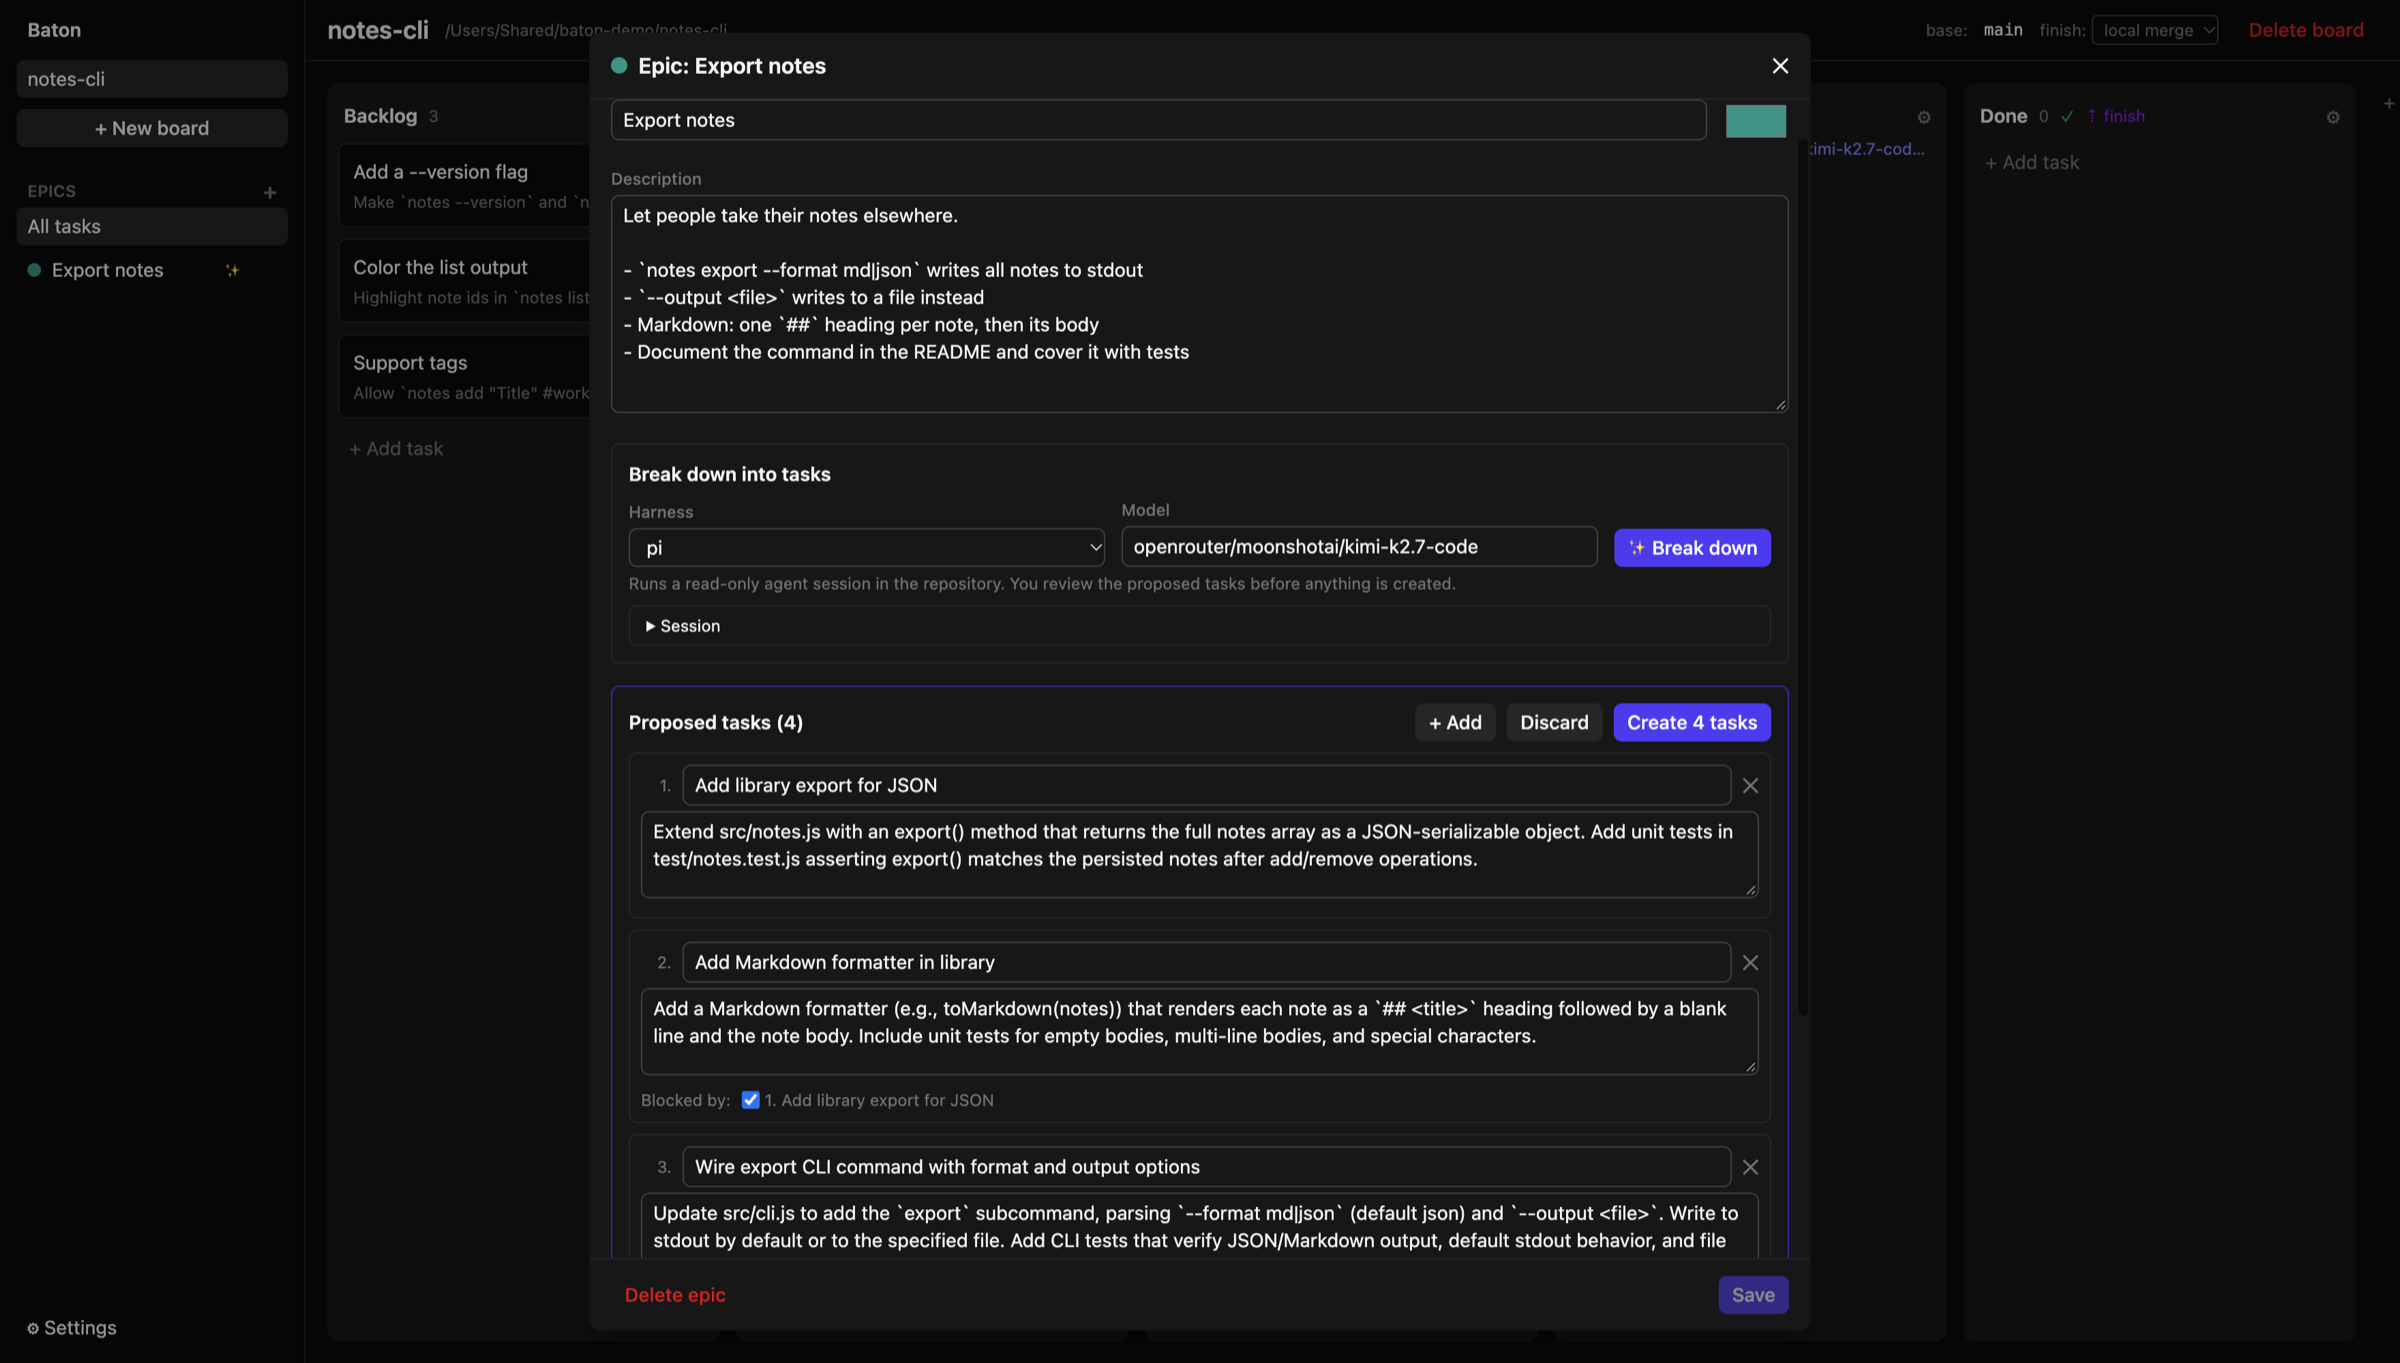 Baton
notes-cli
+ New board
EPICS +
All tasks
Export notes
Settings
notes-cli /Users/Shared/baton-demo/notes-cli
base: main finish: local merge
Delete board
Backlog 3
Add a --version flag
Make `notes --version` and `n
Color the list output
Highlight note ids in `notes list
Support tags
Allow `notes add "Title" #work
+ Add task
Epic: Export notes
Export notes
Description
Let people take their notes elsewhere.
- `notes export --format md|json` writes all notes to stdout
- `--output <file>` writes to a file instead
- Markdown: one `##` heading per note, then its body
- Document the command in the README and cover it with tests
Break down into tasks
Harness
pi
Model
openrouter/moonshotai/kimi-k2.7-code
Break down
Runs a read-only agent session in the repository. You review the proposed tasks before anything is created.
Session
Proposed tasks (4)
+ Add
Discard
Create 4 tasks
1. Add library export for JSON
Extend src/notes.js with an export() method that returns the full notes array as a JSON-serializable object. Add unit tests in
test/notes.test.js asserting export() matches the persisted notes after add/remove operations.
2. Add Markdown formatter in library
Add a Markdown formatter (e.g., toMarkdown(notes)) that renders each note as a `## <title>` heading followed by a blank
line and the note body. Include unit tests for empty bodies, multi-line bodies, and special characters.
Blocked by: 1. Add library export for JSON
3. Wire export CLI command with format and output options
Update src/cli.js to add the `export` subcommand, parsing `--format md|json` (default json) and `--output <file>`. Write to
stdout by default or to the specified file. Add CLI tests that verify JSON/Markdown output, default stdout behavior, and file
Delete epic
Save
kimi-k2.7-cod...
Done 0 ✓ ↑ finish
+ Add task
+